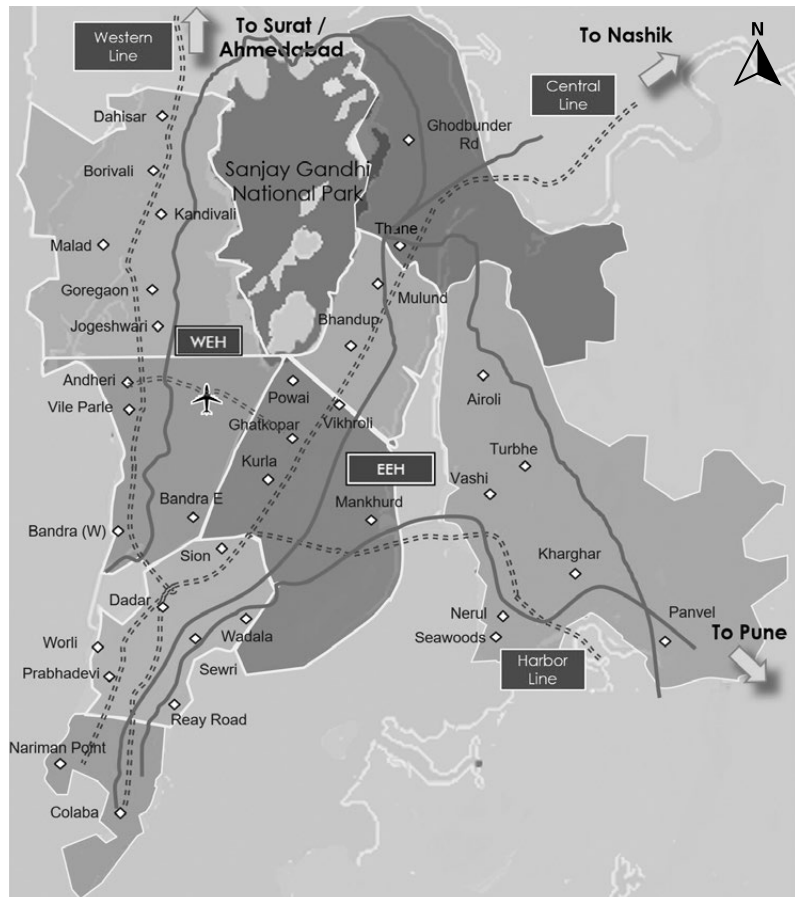 Western
Line
To Surat /
Ahmedabad
To Nashik
N
Central
Line
Dahisar
Ghodbunder
Rd
Borivali
Sanjay Gandhi
National Park
Kandivali
Malad
Thane
Goregaon
Mulund
Jogeshwari
Bhandup
WEH
Andheri
Powai
Airoli
Vile Parle
Vikhroli
Ghatkopar
Turbhe
Kurla
EEH
Vashi
Bandra E
Mankhurd
Bandra (W)
Sion
Kharghar
Dadar
Nerul
Panvel
Wadala
Seawoods
To Pune
Worli
Sewri
Harbor
Line
Prabhadevi
Reay Road
Nariman Point
Colaba